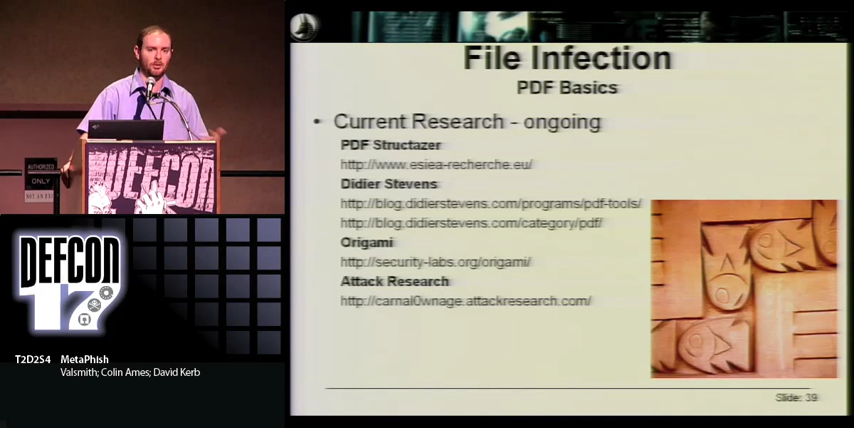 File Infection
PDF Basics
• Current Research - ongoing
PDF Structazer
http://www.esiea-recherche.eu/
Didier Stevens
http://blog.didierstevens.com/programs/pdf-tools/
http://blog.didierstevens.com/category/pdf/
Origami
http://security-labs.org/origami/
Attack Research
http://carnal0wnage.attackresearch.com/
Slide: 39
AUTHORIZED
ONLY
DEFCON
DEFCON
17
T2D2S4 MetaPhish
Valsmith; Colin Ames; David Kerb